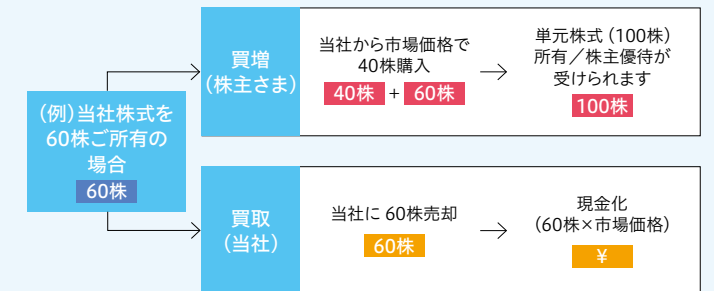 (例)当社株式を
60株ご所有の
場合
60株
買増
(株主さま)
当社から市場価格で
40株購入
40株 + 60株
単元株式(100株)
所有/株主優待が
受けられます
100株
買取
(当社)
当社に60株売却
60株
現金化
(60株×市場価格)
¥